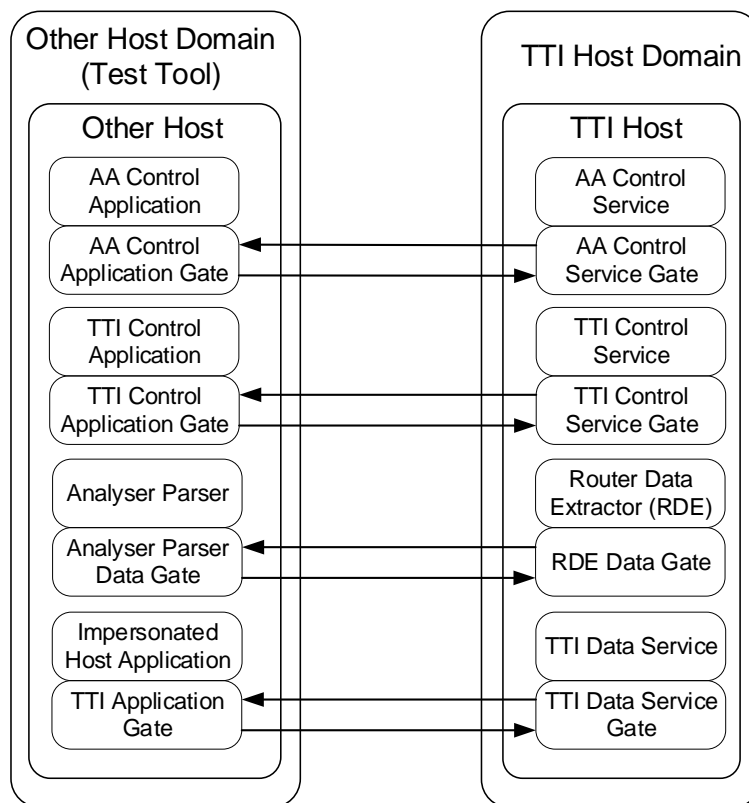 Other Host Domain
(Test Tool)
Other Host
AA Control
Application
AA Control
Application Gate
TTI Control
Application
TTI Control
Application Gate
Analyser Parser
Analyser Parser
Data Gate
Impersonated
Host Application
TTI Application
Gate
TTI Host Domain
TTI Host
AA Control
Service
AA Control
Service Gate
TTI Control
Service
TTI Control
Service Gate
Router Data
Extractor (RDE)
RDE Data Gate
TTI Data Service
TTI Data Service
Gate